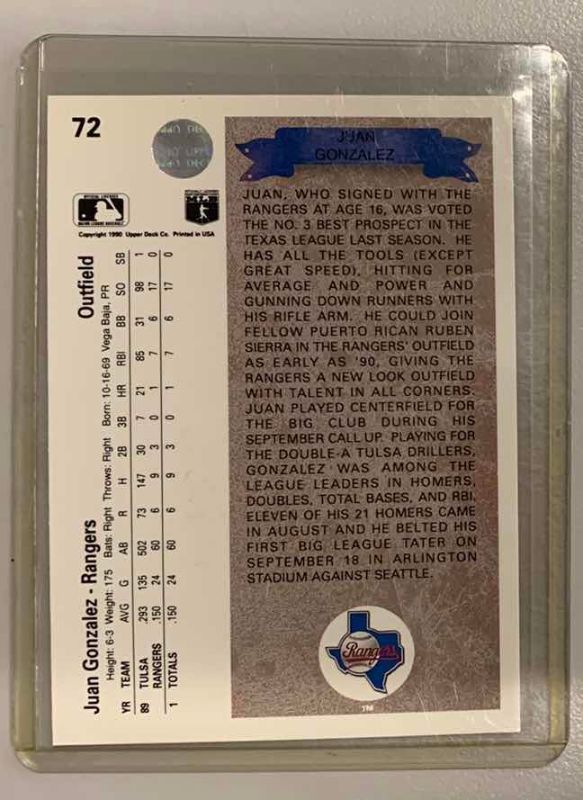 72
Copyright 1990 Upper Deck Co. Printed in USA
JUAN
GONZALEZ
JUAN, WHO SIGNED WITH THE
RANGERS AT AGE 16, WAS VOTED
THE NO. 3 BEST PROSPECT IN THE
TEXAS LEAGUE LAST SEASON. HE
HAS ALL THE TOOLS (EXCEPT
GREAT SPEED), HITTING FOR
AVERAGE AND POWER AND
GUNNING DOWN RUNNERS WITH
HIS RIFLE ARM. HE COULD JOIN
FELLOW PUERTO RICAN RUBEN
SIERRA IN THE RANGERS' OUTFIELD
AS EARLY AS '90, GIVING THE
RANGERS A NEW LOOK OUTFIELD
WITH TALENT IN ALL CORNERS.
JUAN PLAYED CENTERFIELD FOR
THE BIG CLUB DURING HIS
SEPTEMBER CALL UP. PLAYING FOR
THE DOUBLE-A TULSA DRILLERS,
GONZALEZ WAS AMONG THE
LEAGUE LEADERS IN HOMERS,
DOUBLES, TOTAL BASES, AND RBI.
ELEVEN OF HIS 21 HOMERS CAME
IN AUGUST AND HE BELTED HIS
FIRST BIG LEAGUE TATER ON
SEPTEMBER 18 IN ARLINGTON
STADIUM AGAINST SEATTLE.
Rangers
TM
Juan Gonzalez - Rangers Outfield
Height: 6-3 Weight: 175 Bats: Right Throws: Right Born: 10-16-69 Vega Baja, PR
YR TEAM AVG G AB R H 2B 3B HR RBI BB SO SB
89 TULSA .293 135 502 73 147 30 7 21 85 31 98 1
RANGERS .150 24 60 6 9 3 0 1 7 6 17 0
1 TOTALS .150 24 60 6 9 3 0 1 7 6 17 0